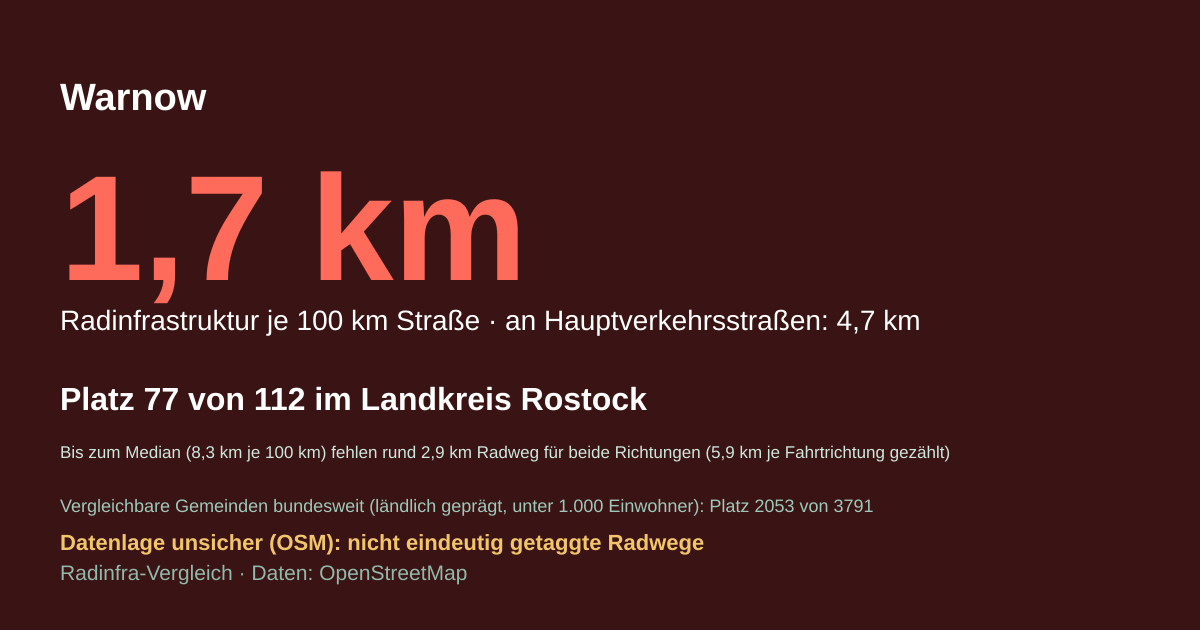 Warnow
1,7 km
Radinfrastruktur je 100 km Straße · an Hauptverkehrsstraßen: 4,7 km
Platz 77 von 112 im Landkreis Rostock
Bis zum Median (8,3 km je 100 km) fehlen rund 2,9 km Radweg für beide Richtungen (5,9 km je Fahrtrichtung gezählt)
Vergleichbare Gemeinden bundesweit (ländlich geprägt, unter 1.000 Einwohner): Platz 2053 von 3791
Datenlage unsicher (OSM): nicht eindeutig getaggte Radwege
Radinfra-Vergleich · Daten: OpenStreetMap